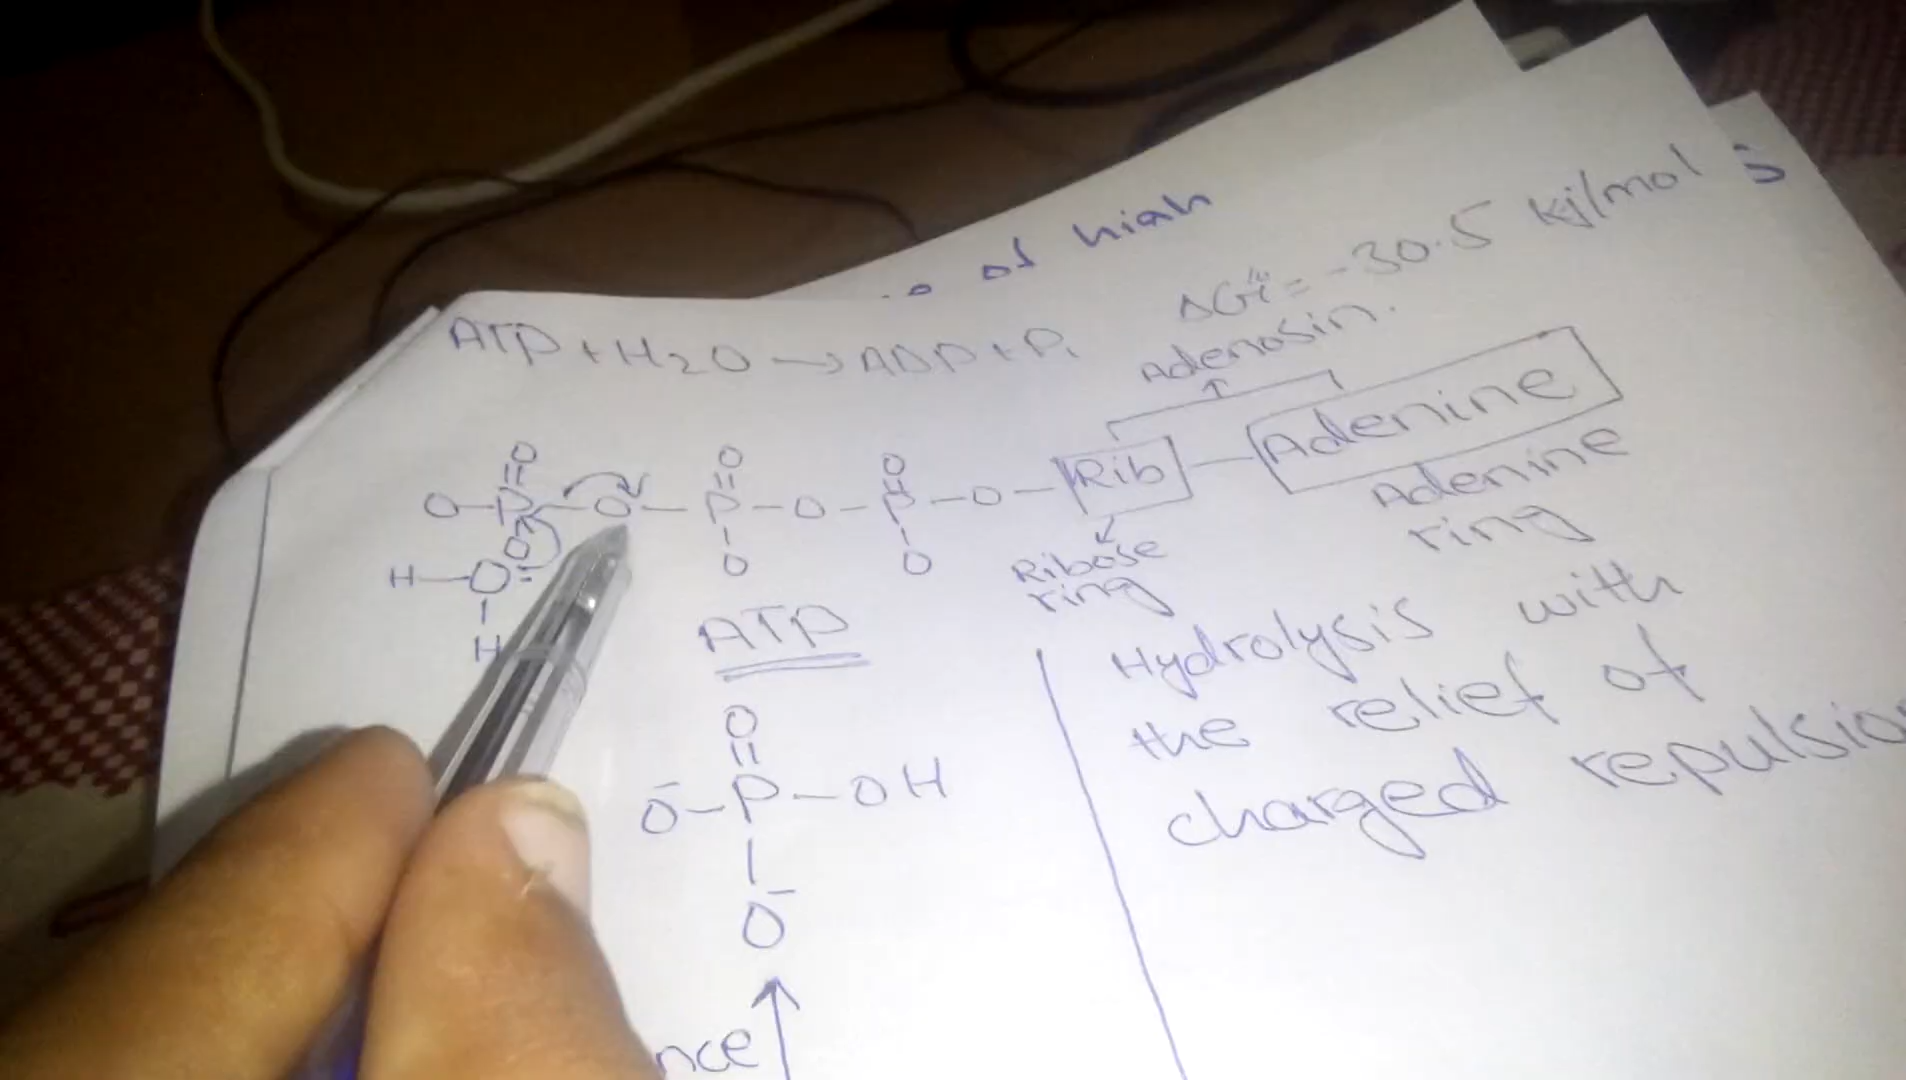 of high
ATP + H2O → ADP + Pi
ΔG'° = -30.5 kj/mol
Adenosin.
O O O
O - P - O - P - O - P - O - Rib - Adenine
O O O
H - O
H
Ribose
ring
Adenine
ring
ATP
O
O⁻ - P - OH
O⁻
Hydrolysis with
the relief of
charged repulsion
nce